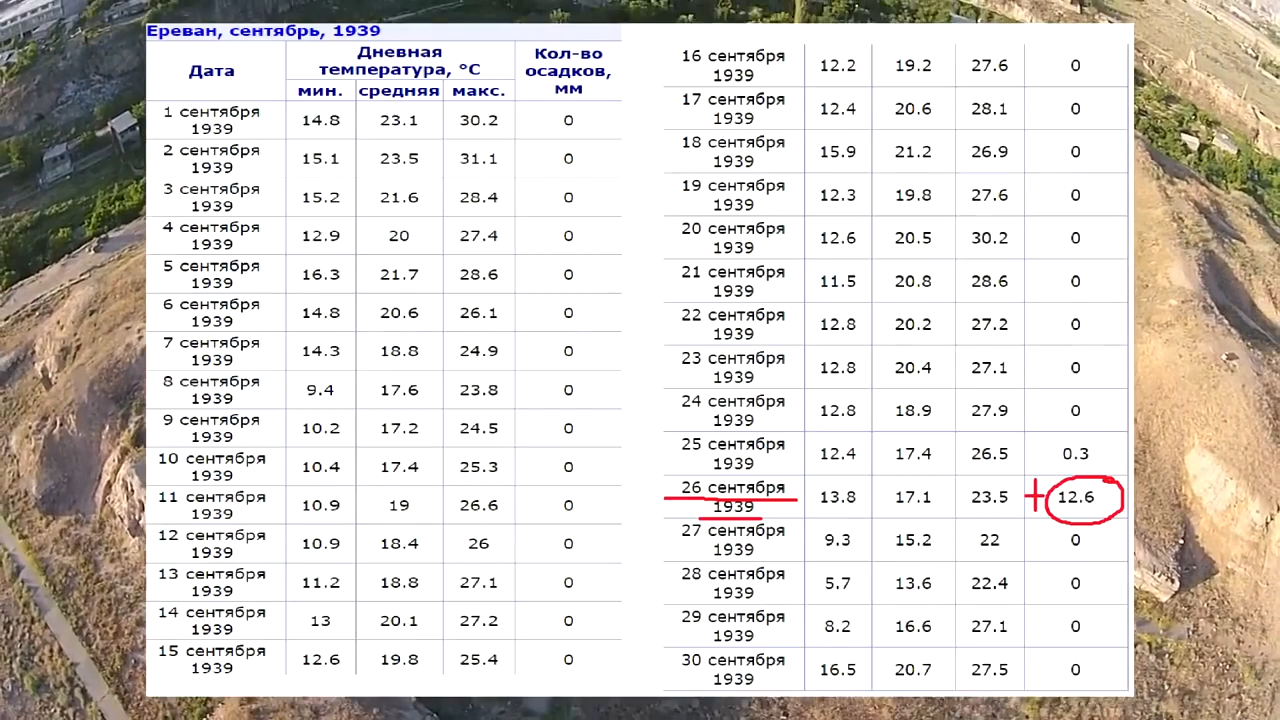 Ереван, сентябрь, 1939
Дата
Дневная температура, °C
Кол-во осадков, мм
мин. средняя макс.
1 сентября 1939 14.8 23.1 30.2 0
2 сентября 1939 15.1 23.5 31.1 0
3 сентября 1939 15.2 21.6 28.4 0
4 сентября 1939 12.9 20 27.4 0
5 сентября 1939 16.3 21.7 28.6 0
6 сентября 1939 14.8 20.6 26.1 0
7 сентября 1939 14.3 18.8 24.9 0
8 сентября 1939 9.4 17.6 23.8 0
9 сентября 1939 10.2 17.2 24.5 0
10 сентября 1939 10.4 17.4 25.3 0
11 сентября 1939 10.9 19 26.6 0
12 сентября 1939 10.9 18.4 26 0
13 сентября 1939 11.2 18.8 27.1 0
14 сентября 1939 13 20.1 27.2 0
15 сентября 1939 12.6 19.8 25.4 0
16 сентября 1939 12.2 19.2 27.6 0
17 сентября 1939 12.4 20.6 28.1 0
18 сентября 1939 15.9 21.2 26.9 0
19 сентября 1939 12.3 19.8 27.6 0
20 сентября 1939 12.6 20.5 30.2 0
21 сентября 1939 11.5 20.8 28.6 0
22 сентября 1939 12.8 20.2 27.2 0
23 сентября 1939 12.8 20.4 27.1 0
24 сентября 1939 12.8 18.9 27.9 0
25 сентября 1939 12.4 17.4 26.5 0.3
26 сентября 1939 13.8 17.1 23.5 + 12.6
27 сентября 1939 9.3 15.2 22 0
28 сентября 1939 5.7 13.6 22.4 0
29 сентября 1939 8.2 16.6 27.1 0
30 сентября 1939 16.5 20.7 27.5 0